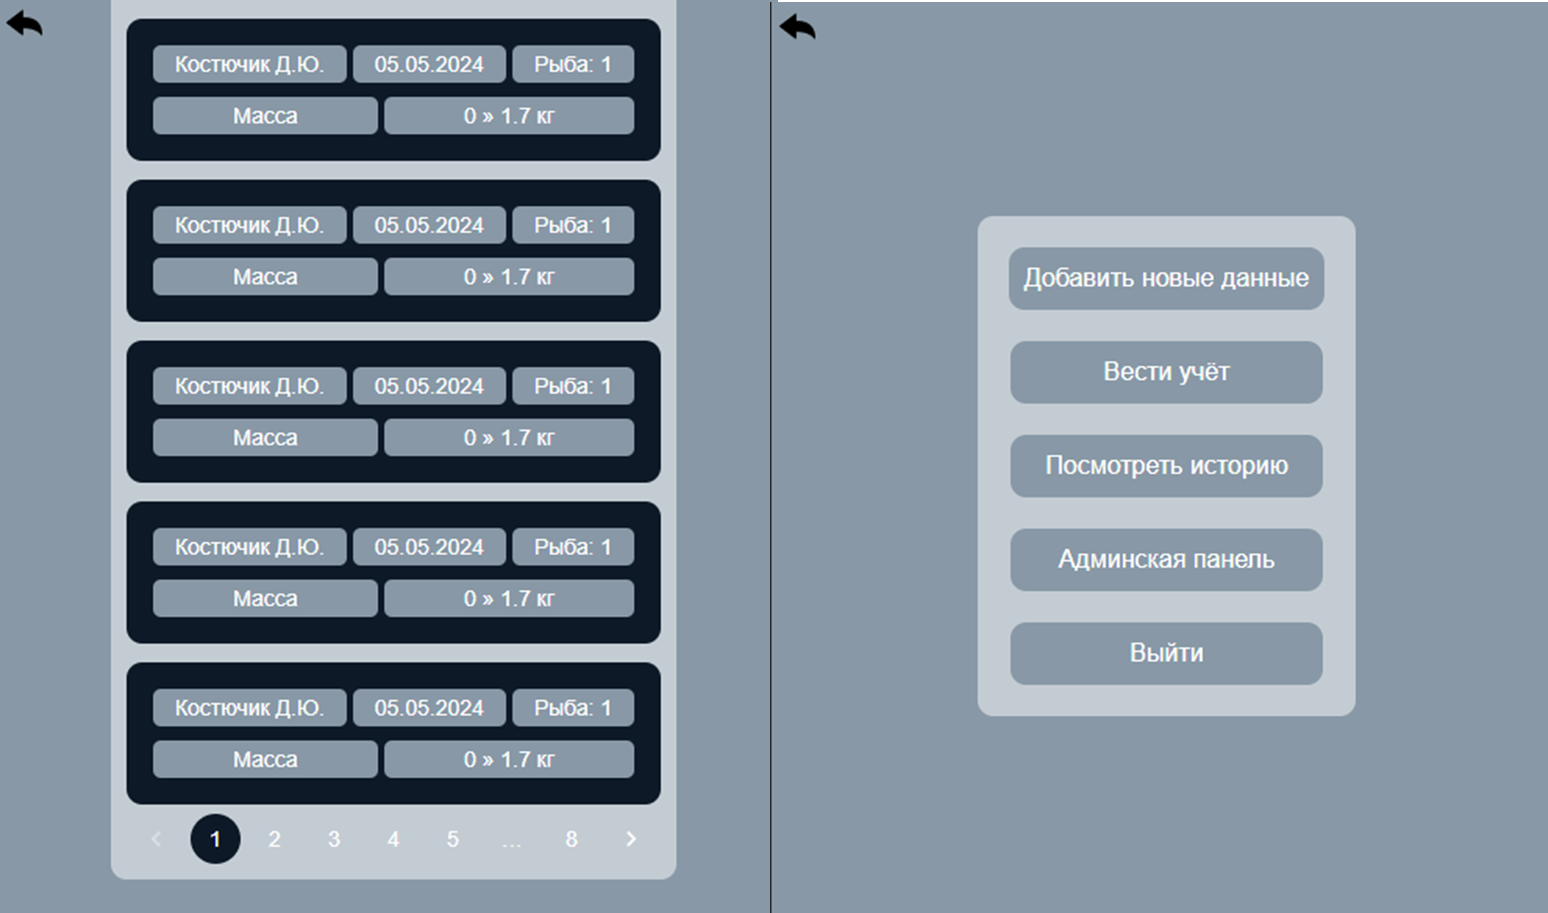 Костючик Д.Ю. 05.05.2024 Рыба: 1
Масса 0 » 1.7 кг
Костючик Д.Ю. 05.05.2024 Рыба: 1
Масса 0 » 1.7 кг
Костючик Д.Ю. 05.05.2024 Рыба: 1
Масса 0 » 1.7 кг
Костючик Д.Ю. 05.05.2024 Рыба: 1
Масса 0 » 1.7 кг
Костючик Д.Ю. 05.05.2024 Рыба: 1
Масса 0 » 1.7 кг
1 2 3 4 5 ... 8
Добавить новые данные
Вести учёт
Посмотреть историю
Админская панель
Выйти